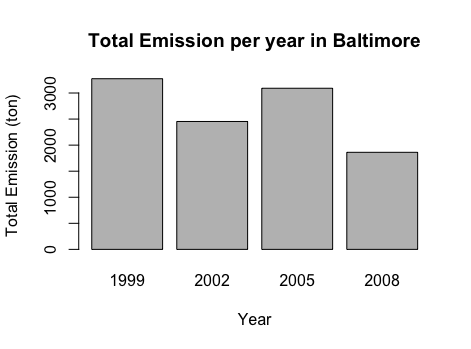 Total Emission per year in Baltimore
Total Emission (ton)
3000
2000
1000
0
1999 2002 2005 2008
Year